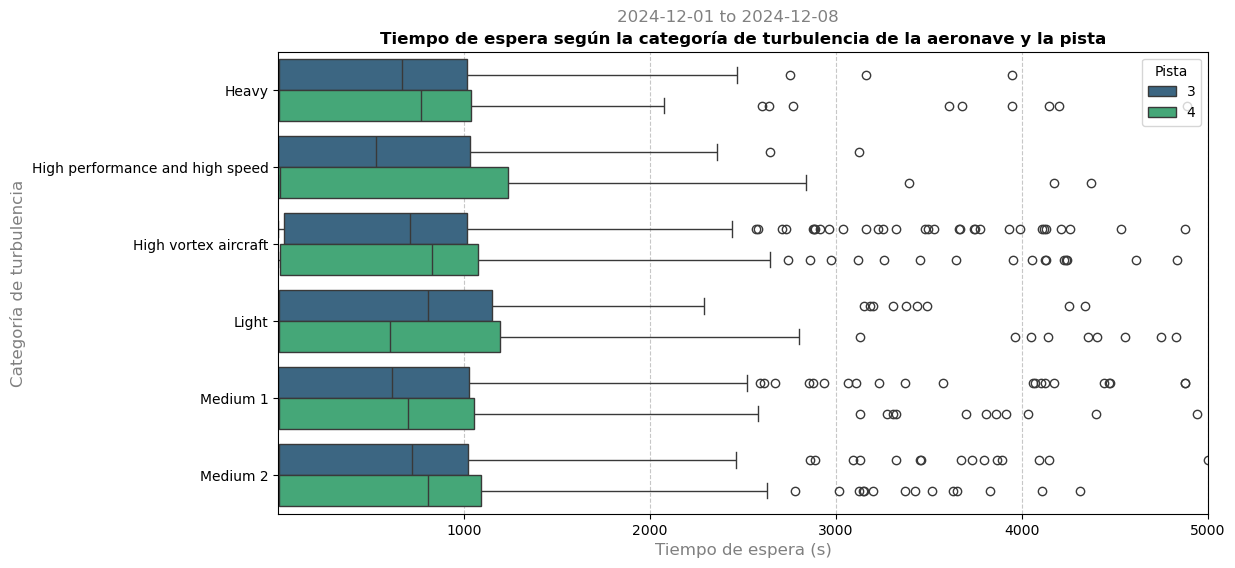 2024-12-01 to 2024-12-08
Tiempo de espera según la categoría de turbulencia de la aeronave y la pista
Categoría de turbulencia
Heavy
High performance and high speed
High vortex aircraft
Light
Medium 1
Medium 2
Pista
3
4
1000 2000 3000 4000 5000
Tiempo de espera (s)